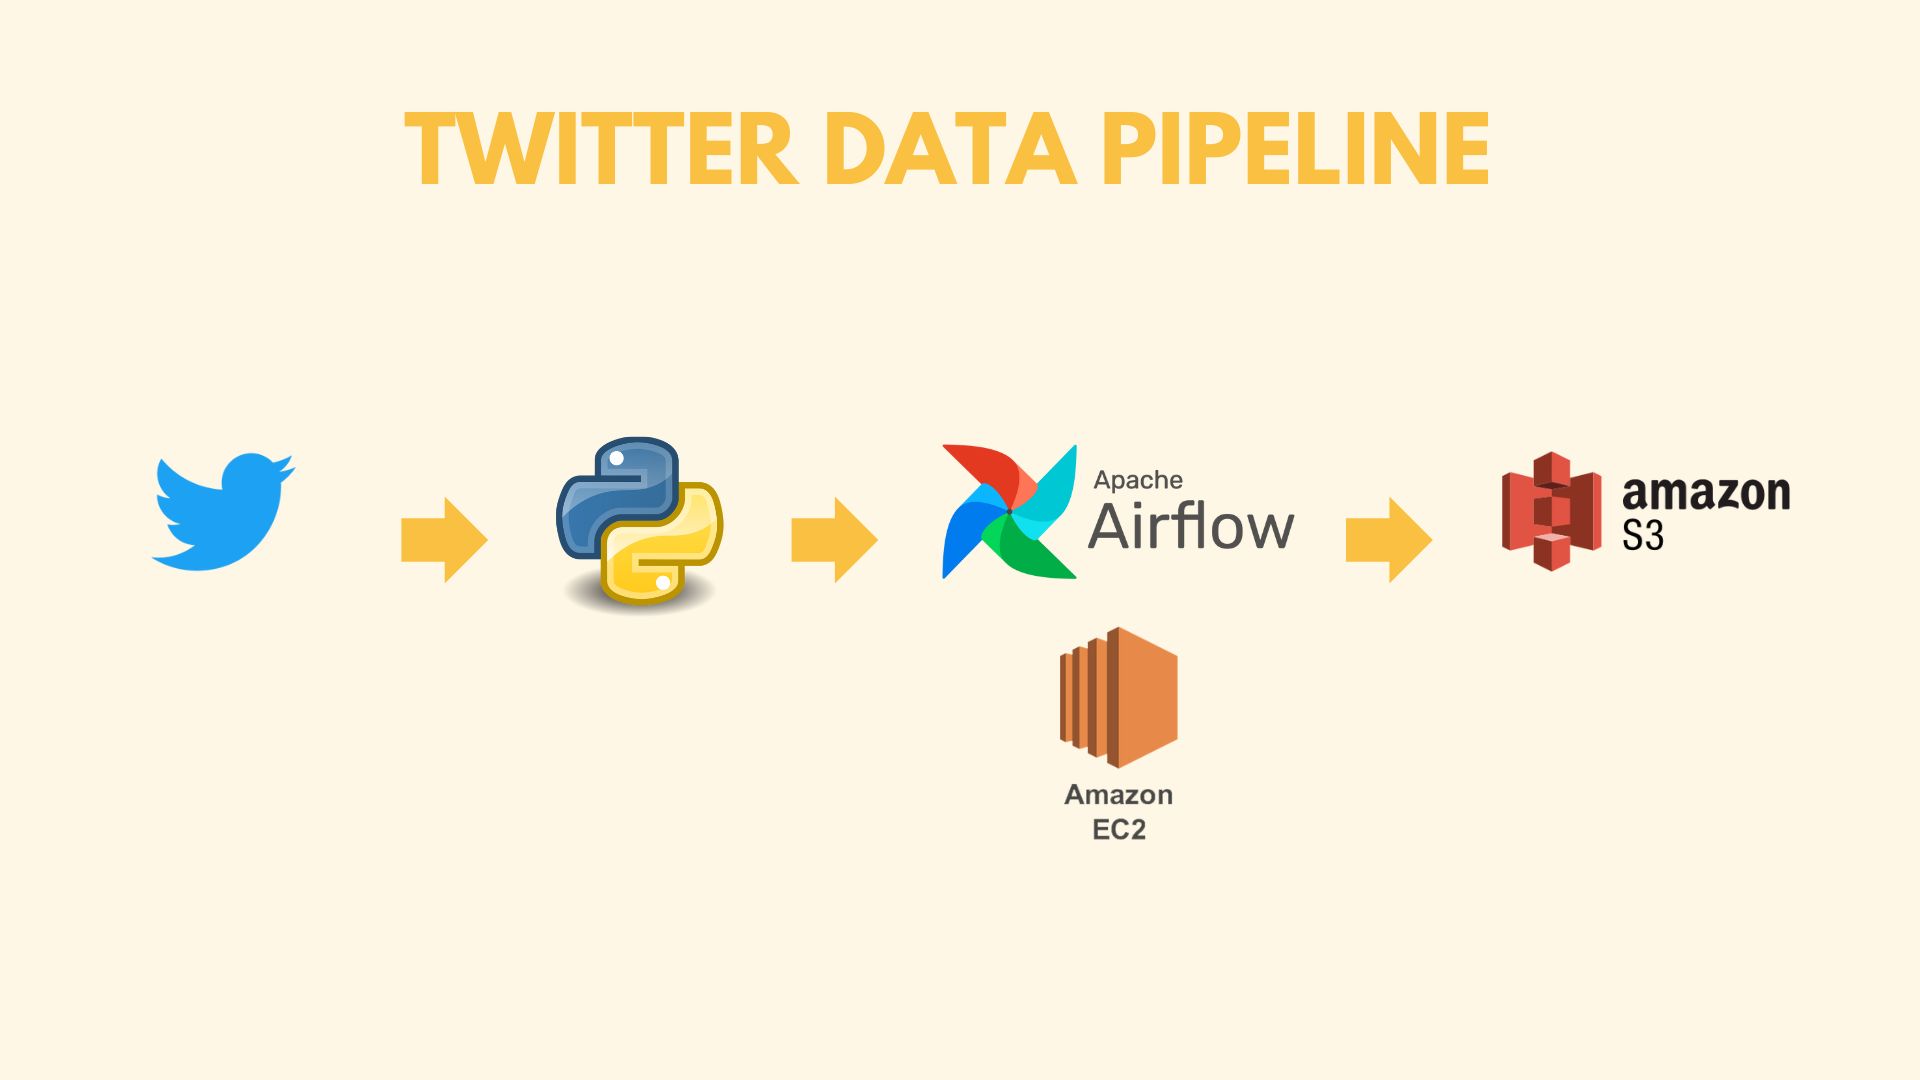 TWITTER DATA PIPELINE
Apache
Airflow
amazon
S3
Amazon
EC2